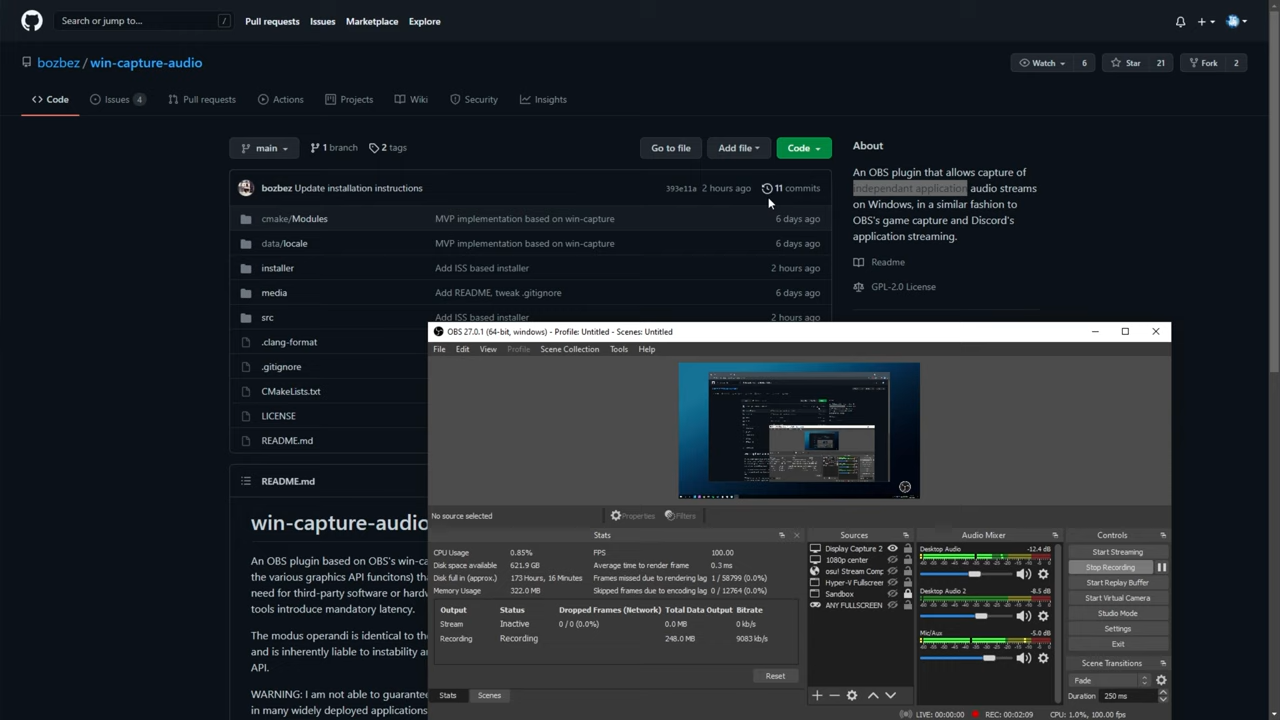 Search or jump to...
/
Pull requests
Issues
Marketplace
Explore
bozbez / win-capture-audio
Watch
6
Star
21
Fork
2
Code
Issues 4
Pull requests
Actions
Projects
Wiki
Security
Insights
main
1 branch
2 tags
Go to file
Add file
Code
About
bozbez Update installation instructions
393e11a 2 hours ago
11 commits
An OBS plugin that allows capture of
independant application audio streams
on Windows, in a similar fashion to
OBS's game capture and Discord's
application streaming.
Readme
GPL-2.0 License
cmake/Modules
MVP implementation based on win-capture
6 days ago
data/locale
MVP implementation based on win-capture
6 days ago
installer
Add ISS based installer
2 hours ago
media
Add README, tweak .gitignore
6 days ago
src
Add ISS based installer
2 hours ago
.clang-format
.gitignore
CMakeLists.txt
LICENSE
README.md
README.md
win-capture-audio
An OBS plugin based on OBS's win-ca
the various graphics API funcitons) tha
need for third-party software or hardw
tools introduce mandatory latency.
The modus operandi is identical to the
and is inherently liable to instability an
API.
WARNING: I am not able to guarantee
in many widely deployed applications
OBS 27.0.1 (64-bit, windows) - Profile: Untitled - Scenes: Untitled
File
Edit
View
Profile
Scene Collection
Tools
Help
No source selected
Properties
Filters
Stats
CPU Usage
0.85%
FPS
100.00
Disk space available
621.9 GB
Average time to render frame
0.3 ms
Disk full in (approx.)
173 Hours, 16 Minutes
Frames missed due to rendering lag
1 / 58799 (0.0%)
Memory Usage
322.0 MB
Skipped frames due to encoding lag
0 / 12764 (0.0%)
Output
Status
Dropped Frames (Network)
Total Data Output
Bitrate
Stream
Inactive
0 / 0 (0.0%)
0.0 MB
0 kb/s
Recording
Recording
248.0 MB
9083 kb/s
Reset
Stats
Scenes
Sources
Display Capture 2
1080p center
osu! Stream Comp
Hyper-V Fullscreen
Sandbox
ANY FULLSCREEN
Audio Mixer
Desktop Audio
-12.4 dB
Desktop Audio 2
-8.5 dB
Mic/Aux
-5.0 dB
Controls
Start Streaming
Stop Recording
Start Replay Buffer
Start Virtual Camera
Studio Mode
Settings
Exit
Scene Transitions
Fade
Duration
250 ms
LIVE: 00:00:00
REC: 00:02:09
CPU: 1.0%, 100.00 fps